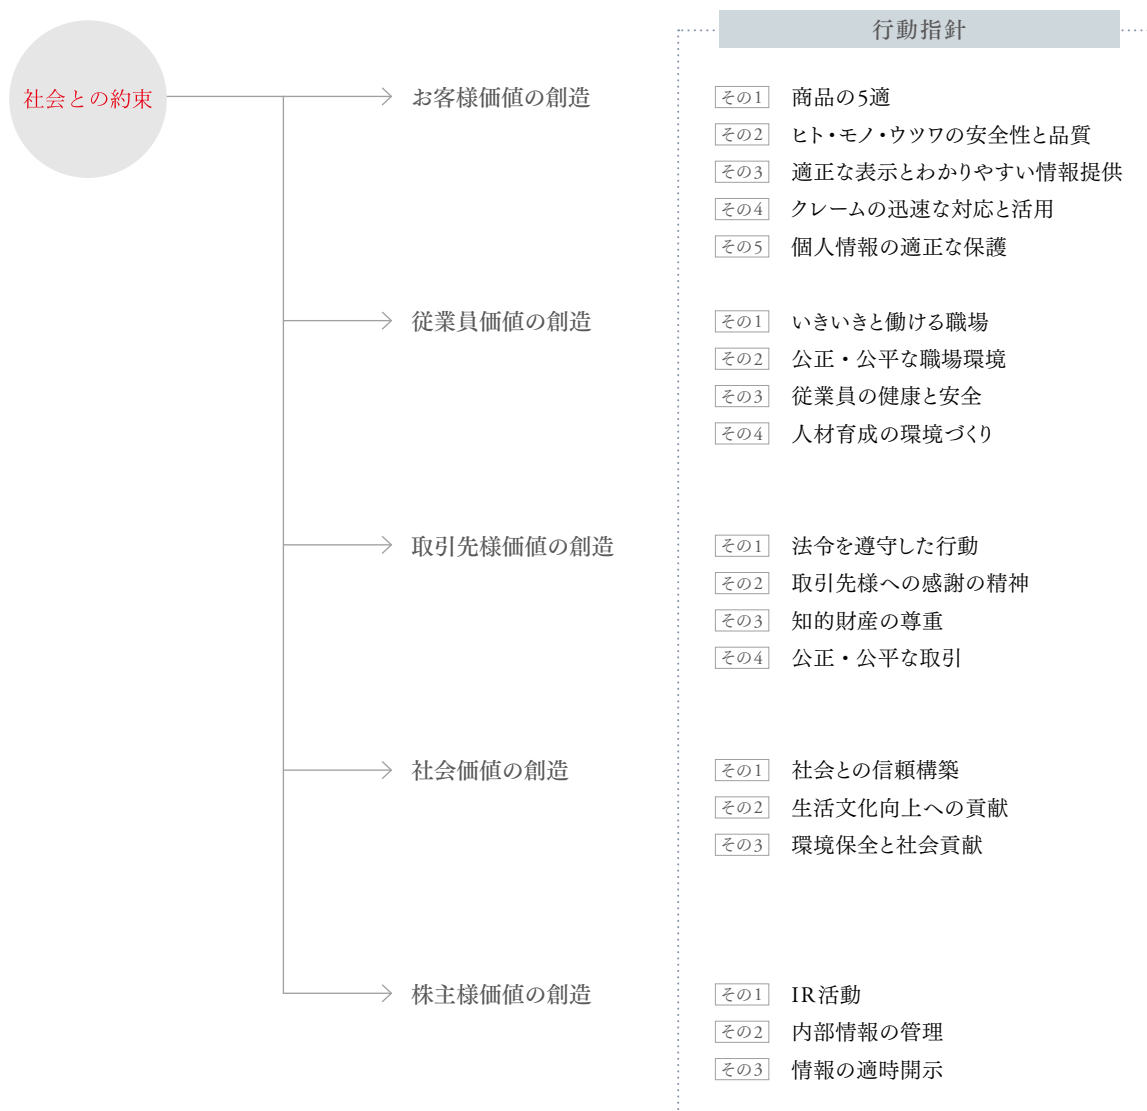 行動指針
社会との約束
お客様価値の創造
その1 商品の5適
その2 ヒト・モノ・ウツワの安全性と品質
その3 適正な表示とわかりやすい情報提供
その4 クレームの迅速な対応と活用
その5 個人情報の適正な保護
従業員価値の創造
その1 いきいきと働ける職場
その2 公正・公平な職場環境
その3 従業員の健康と安全
その4 人材育成の環境づくり
取引先様価値の創造
その1 法令を遵守した行動
その2 取引先様への感謝の精神
その3 知的財産の尊重
その4 公正・公平な取引
社会価値の創造
その1 社会との信頼構築
その2 生活文化向上への貢献
その3 環境保全と社会貢献
株主様価値の創造
その1 IR活動
その2 内部情報の管理
その3 情報の適時開示